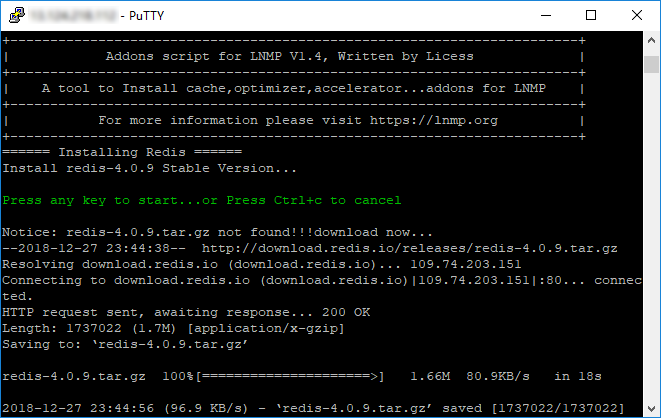 - PuTTY
+---------------------------------------------------------------------+
| Addons script for LNMP V1.4, Written by Licess |
+---------------------------------------------------------------------+
| A tool to Install cache,optimizer,accelerator...addons for LNMP |
+---------------------------------------------------------------------+
| For more information please visit https://lnmp.org |
+---------------------------------------------------------------------+
====== Installing Redis ======
Install redis-4.0.9 Stable Version...
Press any key to start...or Press Ctrl+c to cancel
Notice: redis-4.0.9.tar.gz not found!!!download now...
--2018-12-27 23:44:38--  http://download.redis.io/releases/redis-4.0.9.tar.gz
Resolving download.redis.io (download.redis.io)... 109.74.203.151
Connecting to download.redis.io (download.redis.io)|109.74.203.151|:80... connec
ted.
HTTP request sent, awaiting response... 200 OK
Length: 1737022 (1.7M) [application/x-gzip]
Saving to: ‘redis-4.0.9.tar.gz’
redis-4.0.9.tar.gz  100%[=====================>]   1.66M  80.9KB/s   in 18s
2018-12-27 23:44:56 (96.9 KB/s) - ‘redis-4.0.9.tar.gz’ saved [1737022/1737022]